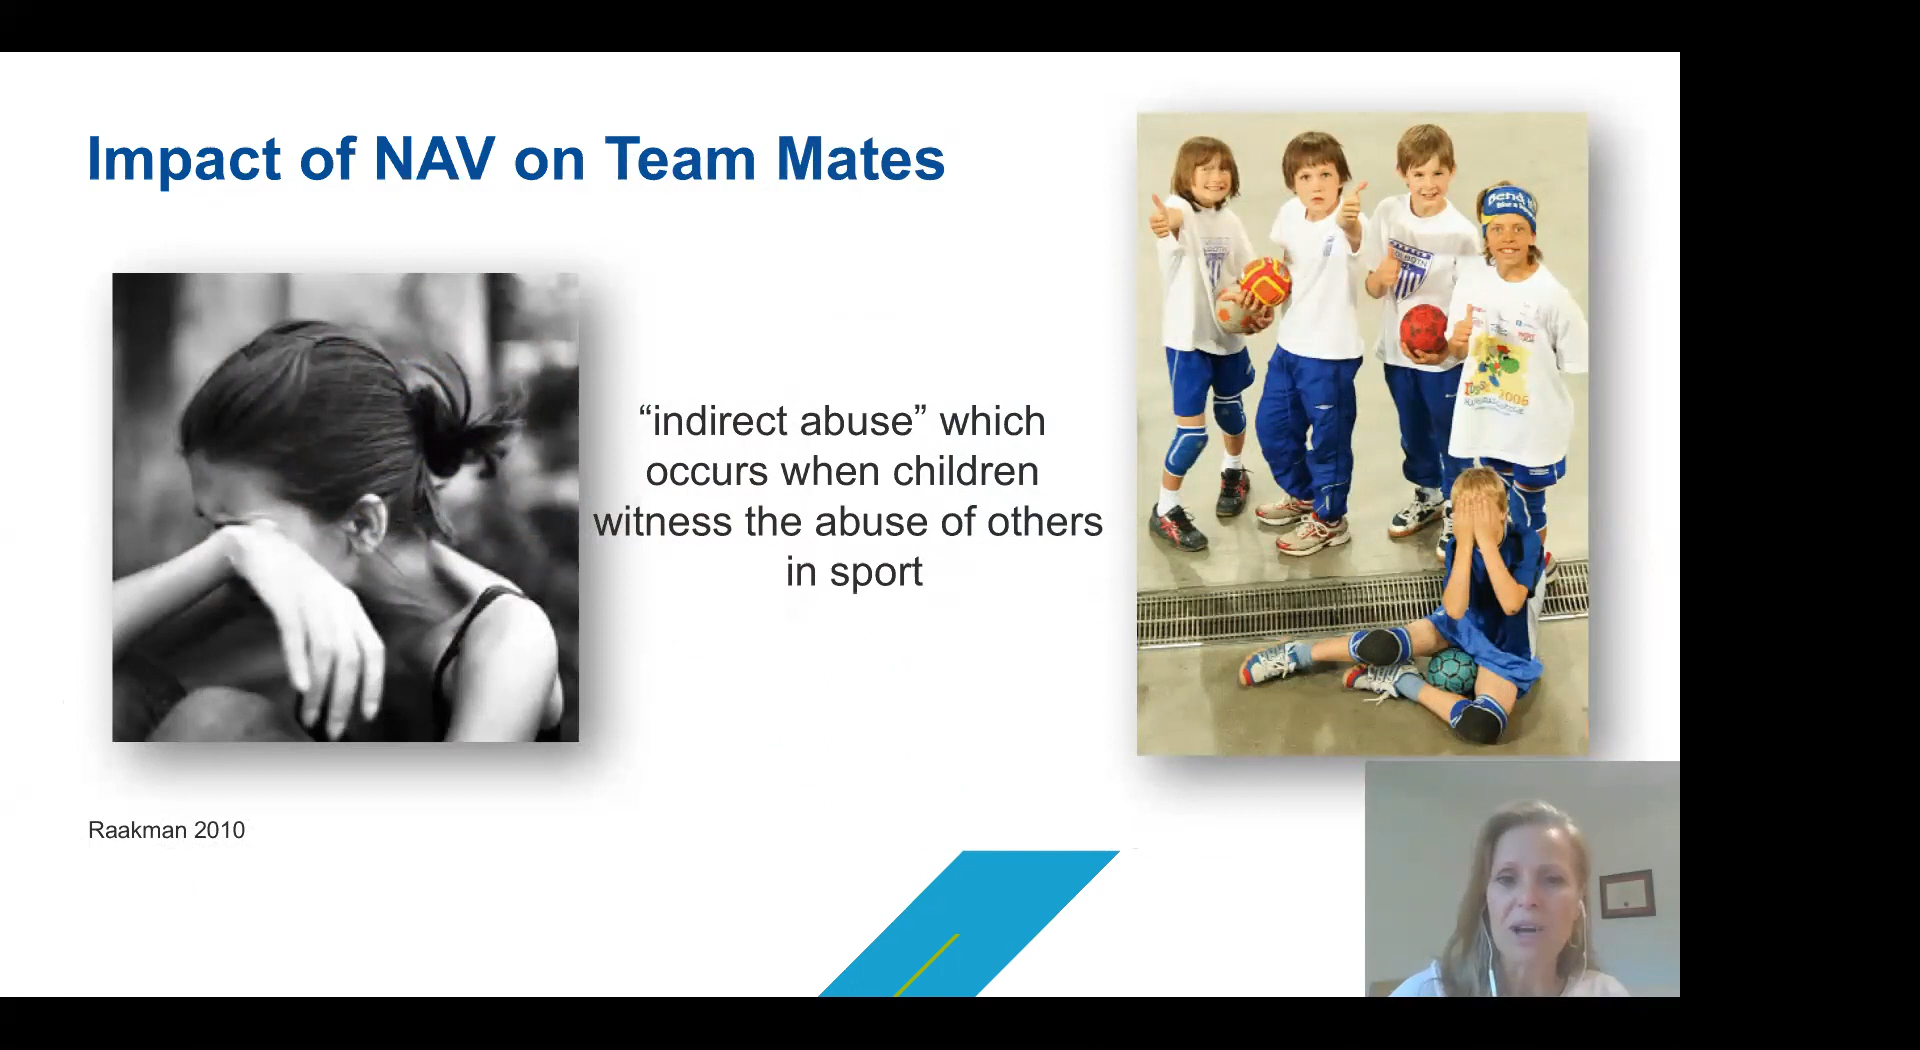 Impact of NAV on Team Mates
“indirect abuse” which
occurs when children
witness the abuse of others
in sport
Raakman 2010
2006